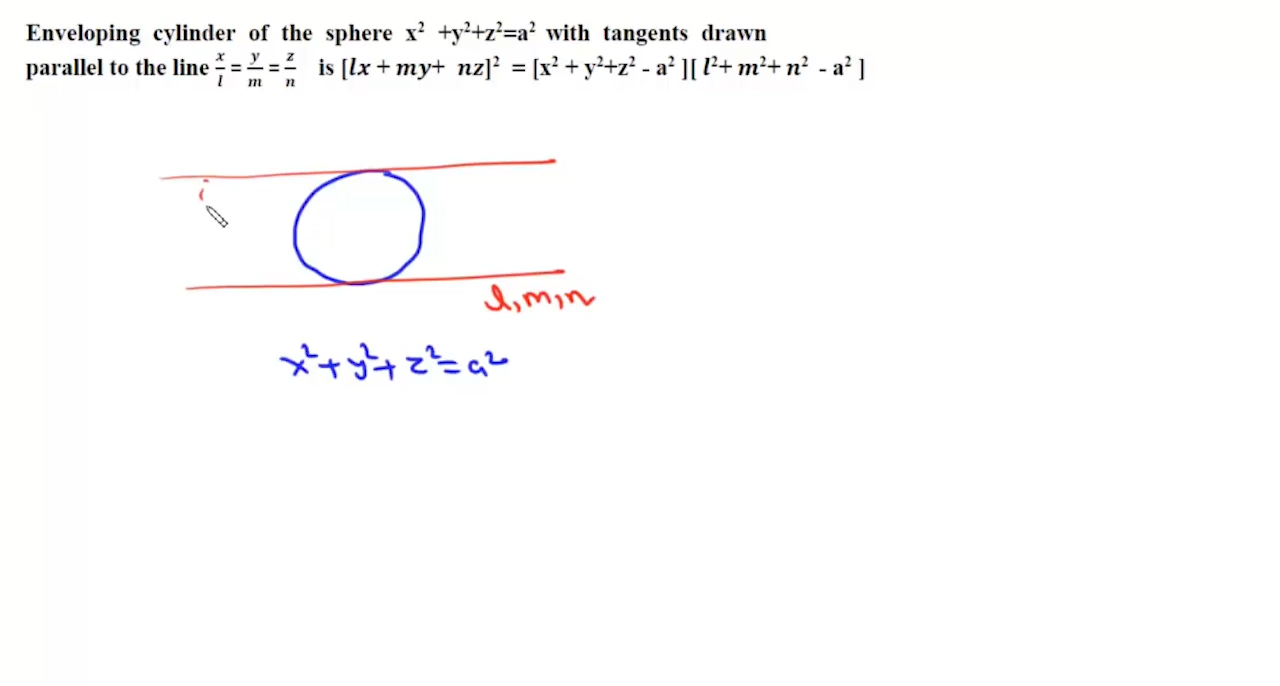 Enveloping cylinder of the sphere x² +y²+z²=a² with tangents drawn
parallel to the line x/l = y/m = z/n is [lx + my+ nz]² = [x² + y²+z² - a² ][ l²+ m²+ n² - a² ]
l,m,n
x²+y²+z²=a²